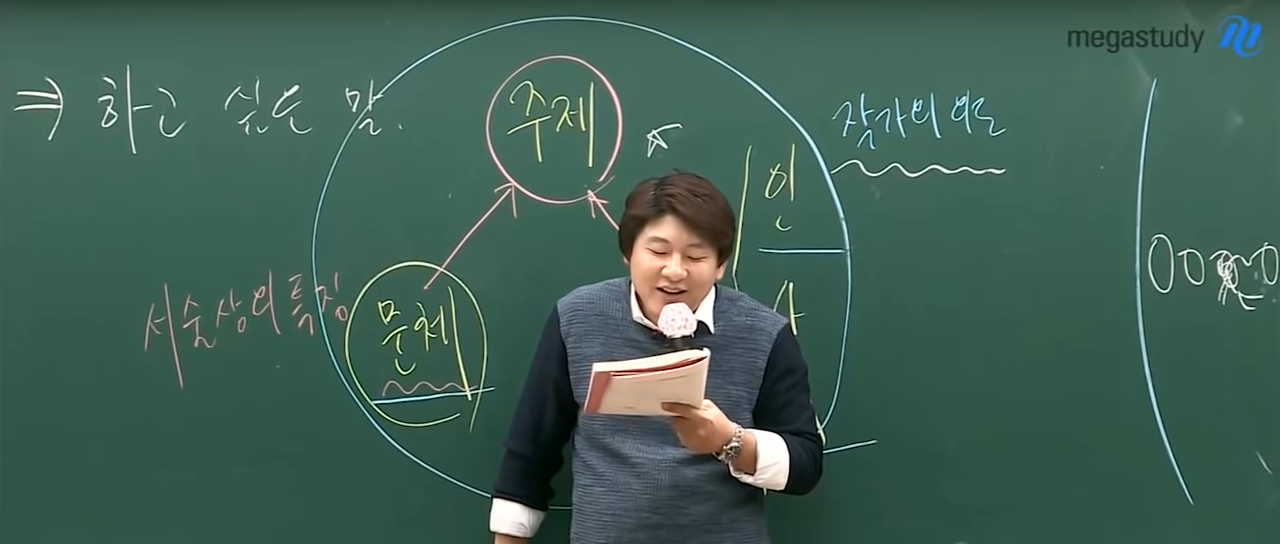 megastudy
⇒ 하고 싶은 말.
주제
작가의 의도
인
사
서술상의 특징
문체